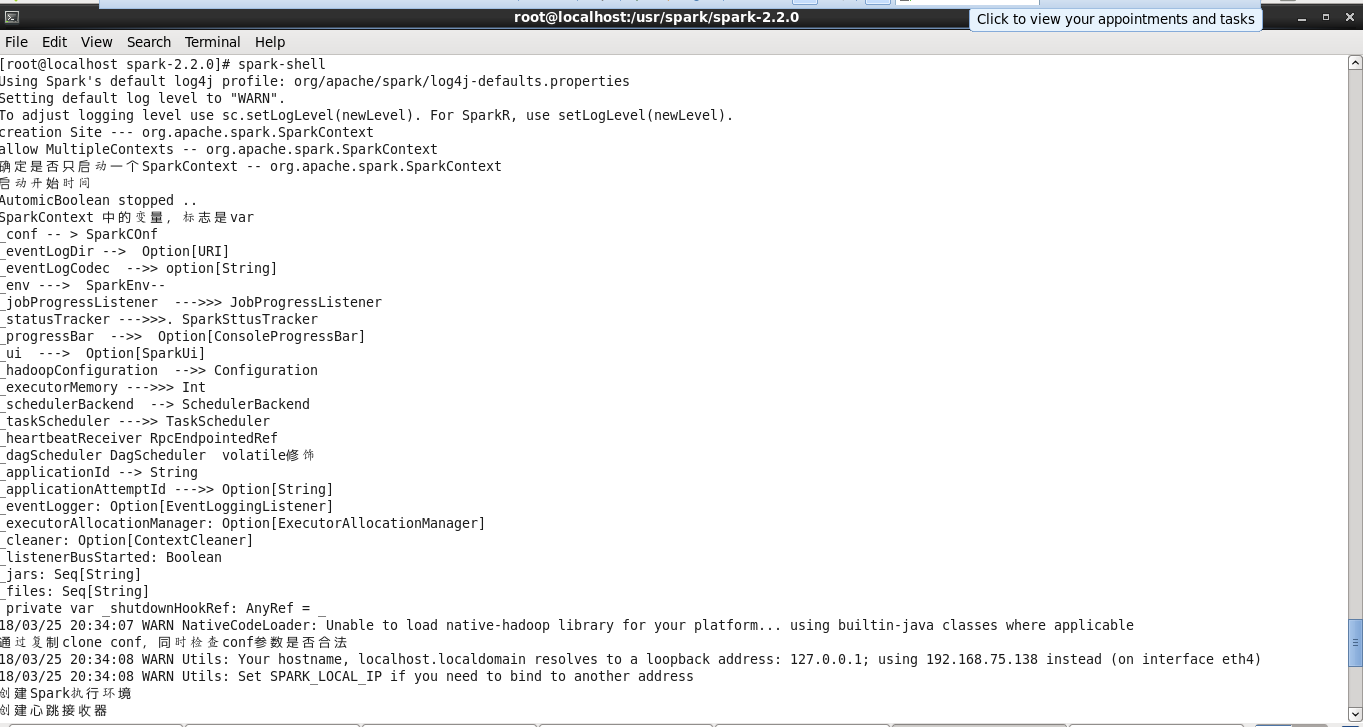 root@localhost:/usr/spark/spark-2.2.0
Click to view your appointments and tasks
File Edit View Search Terminal Help
[root@localhost spark-2.2.0]# spark-shell
Using Spark's default log4j profile: org/apache/spark/log4j-defaults.properties
Setting default log level to "WARN".
To adjust logging level use sc.setLogLevel(newLevel). For SparkR, use setLogLevel(newLevel).
creation Site --- org.apache.spark.SparkContext
allow MultipleContexts -- org.apache.spark.SparkContext
确定是否只启动一个SparkContext -- org.apache.spark.SparkContext
启动开始时间
AutomicBoolean stopped ..
SparkContext 中的变量，标志是var
_conf -- > SparkCOnf
_eventLogDir --> Option[URI]
_eventLogCodec -->> option[String]
_env ---> SparkEnv--
_jobProgressListener --->>> JobProgressListener
_statusTracker --->>>. SparkSttusTracker
_progressBar -->> Option[ConsoleProgressBar]
_ui ---> Option[SparkUi]
_hadoopConfiguration -->> Configuration
_executorMemory --->>> Int
_schedulerBackend --> SchedulerBackend
_taskScheduler --->> TaskScheduler
_heartbeatReceiver RpcEndpointedRef
_dagScheduler DagScheduler volatile修饰
_applicationId --> String
_applicationAttemptId --->> Option[String]
_eventLogger: Option[EventLoggingListener]
_executorAllocationManager: Option[ExecutorAllocationManager]
_cleaner: Option[ContextCleaner]
_listenerBusStarted: Boolean
_jars: Seq[String]
_files: Seq[String]
private var _shutdownHookRef: AnyRef = _
18/03/25 20:34:07 WARN NativeCodeLoader: Unable to load native-hadoop library for your platform... using builtin-java classes where applicable
通过复制clone conf，同时检查conf参数是否合法
18/03/25 20:34:08 WARN Utils: Your hostname, localhost.localdomain resolves to a loopback address: 127.0.0.1; using 192.168.75.138 instead (on interface eth4)
18/03/25 20:34:08 WARN Utils: Set SPARK_LOCAL_IP if you need to bind to another address
创建Spark执行环境
创建心跳接收器